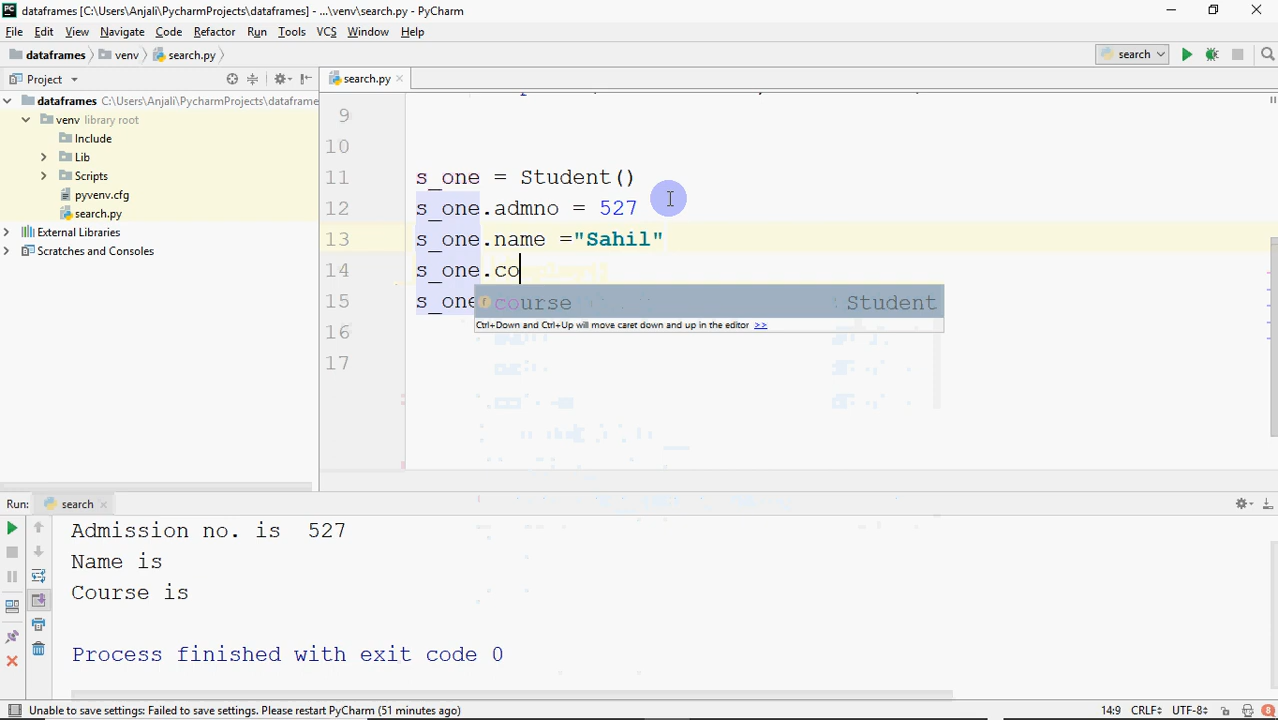 dataframes [C:\Users\Anjali\PycharmProjects\dataframes] - ...\venv\search.py - PyCharm
File Edit View Navigate Code Refactor Run Tools VCS Window Help
dataframes venv search.py search
Project search.py
dataframes C:\Users\Anjali\PycharmProjects\dataframe
venv library root
Include
Lib
Scripts
pyvenv.cfg
search.py
External Libraries
Scratches and Consoles
9
10
11 s_one = Student()
12 s_one.admno = 527
13 s_one.name ="Sahil"
14 s_one.co
15 s_one
course Student
Ctrl+Down and Ctrl+Up will move caret down and up in the editor >>
16
17
Run: search
Admission no. is 527
Name is
Course is
Process finished with exit code 0
Unable to save settings: Failed to save settings. Please restart PyCharm (51 minutes ago) 14:9 CRLF UTF-8 8